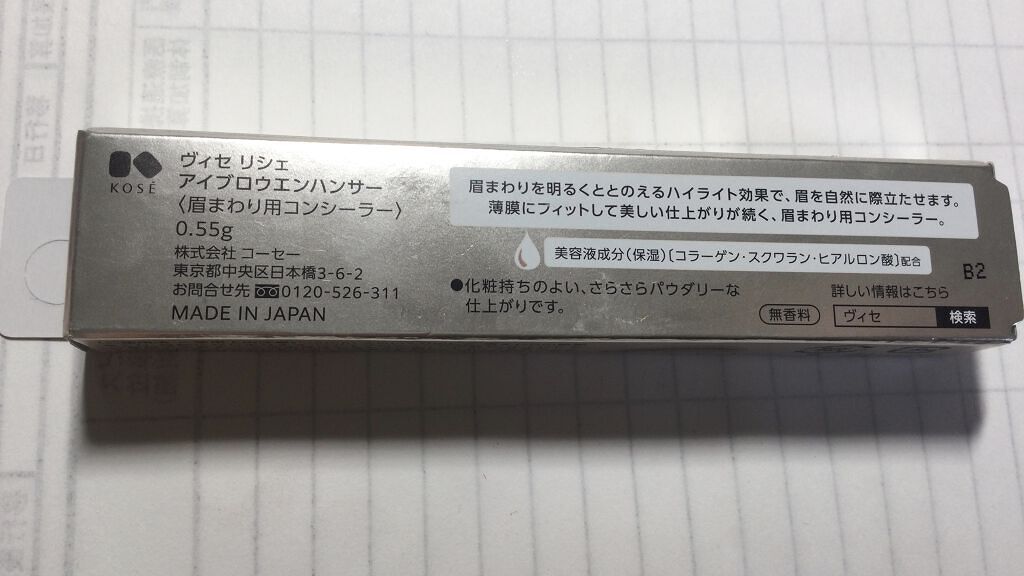 KOSÉ
ヴィセ リシェ
アイブロウエンハンサー
〈眉まわり用コンシーラー〉
0.55g
株式会社 コーセー
東京都中央区日本橋3-6-2
お問合せ先 0120-526-311
MADE IN JAPAN
眉まわりを明るくととのえるハイライト効果で、眉を自然に際立たせます。
薄膜にフィットして美しい仕上がりが続く、眉まわり用コンシーラー。
美容液成分(保湿)〔コラーゲン・スクワラン・ヒアルロン酸〕配合
●化粧持ちのよい、さらさらパウダリーな
仕上がりです。
無香料
B2
詳しい情報はこちら
ヴィセ 検索